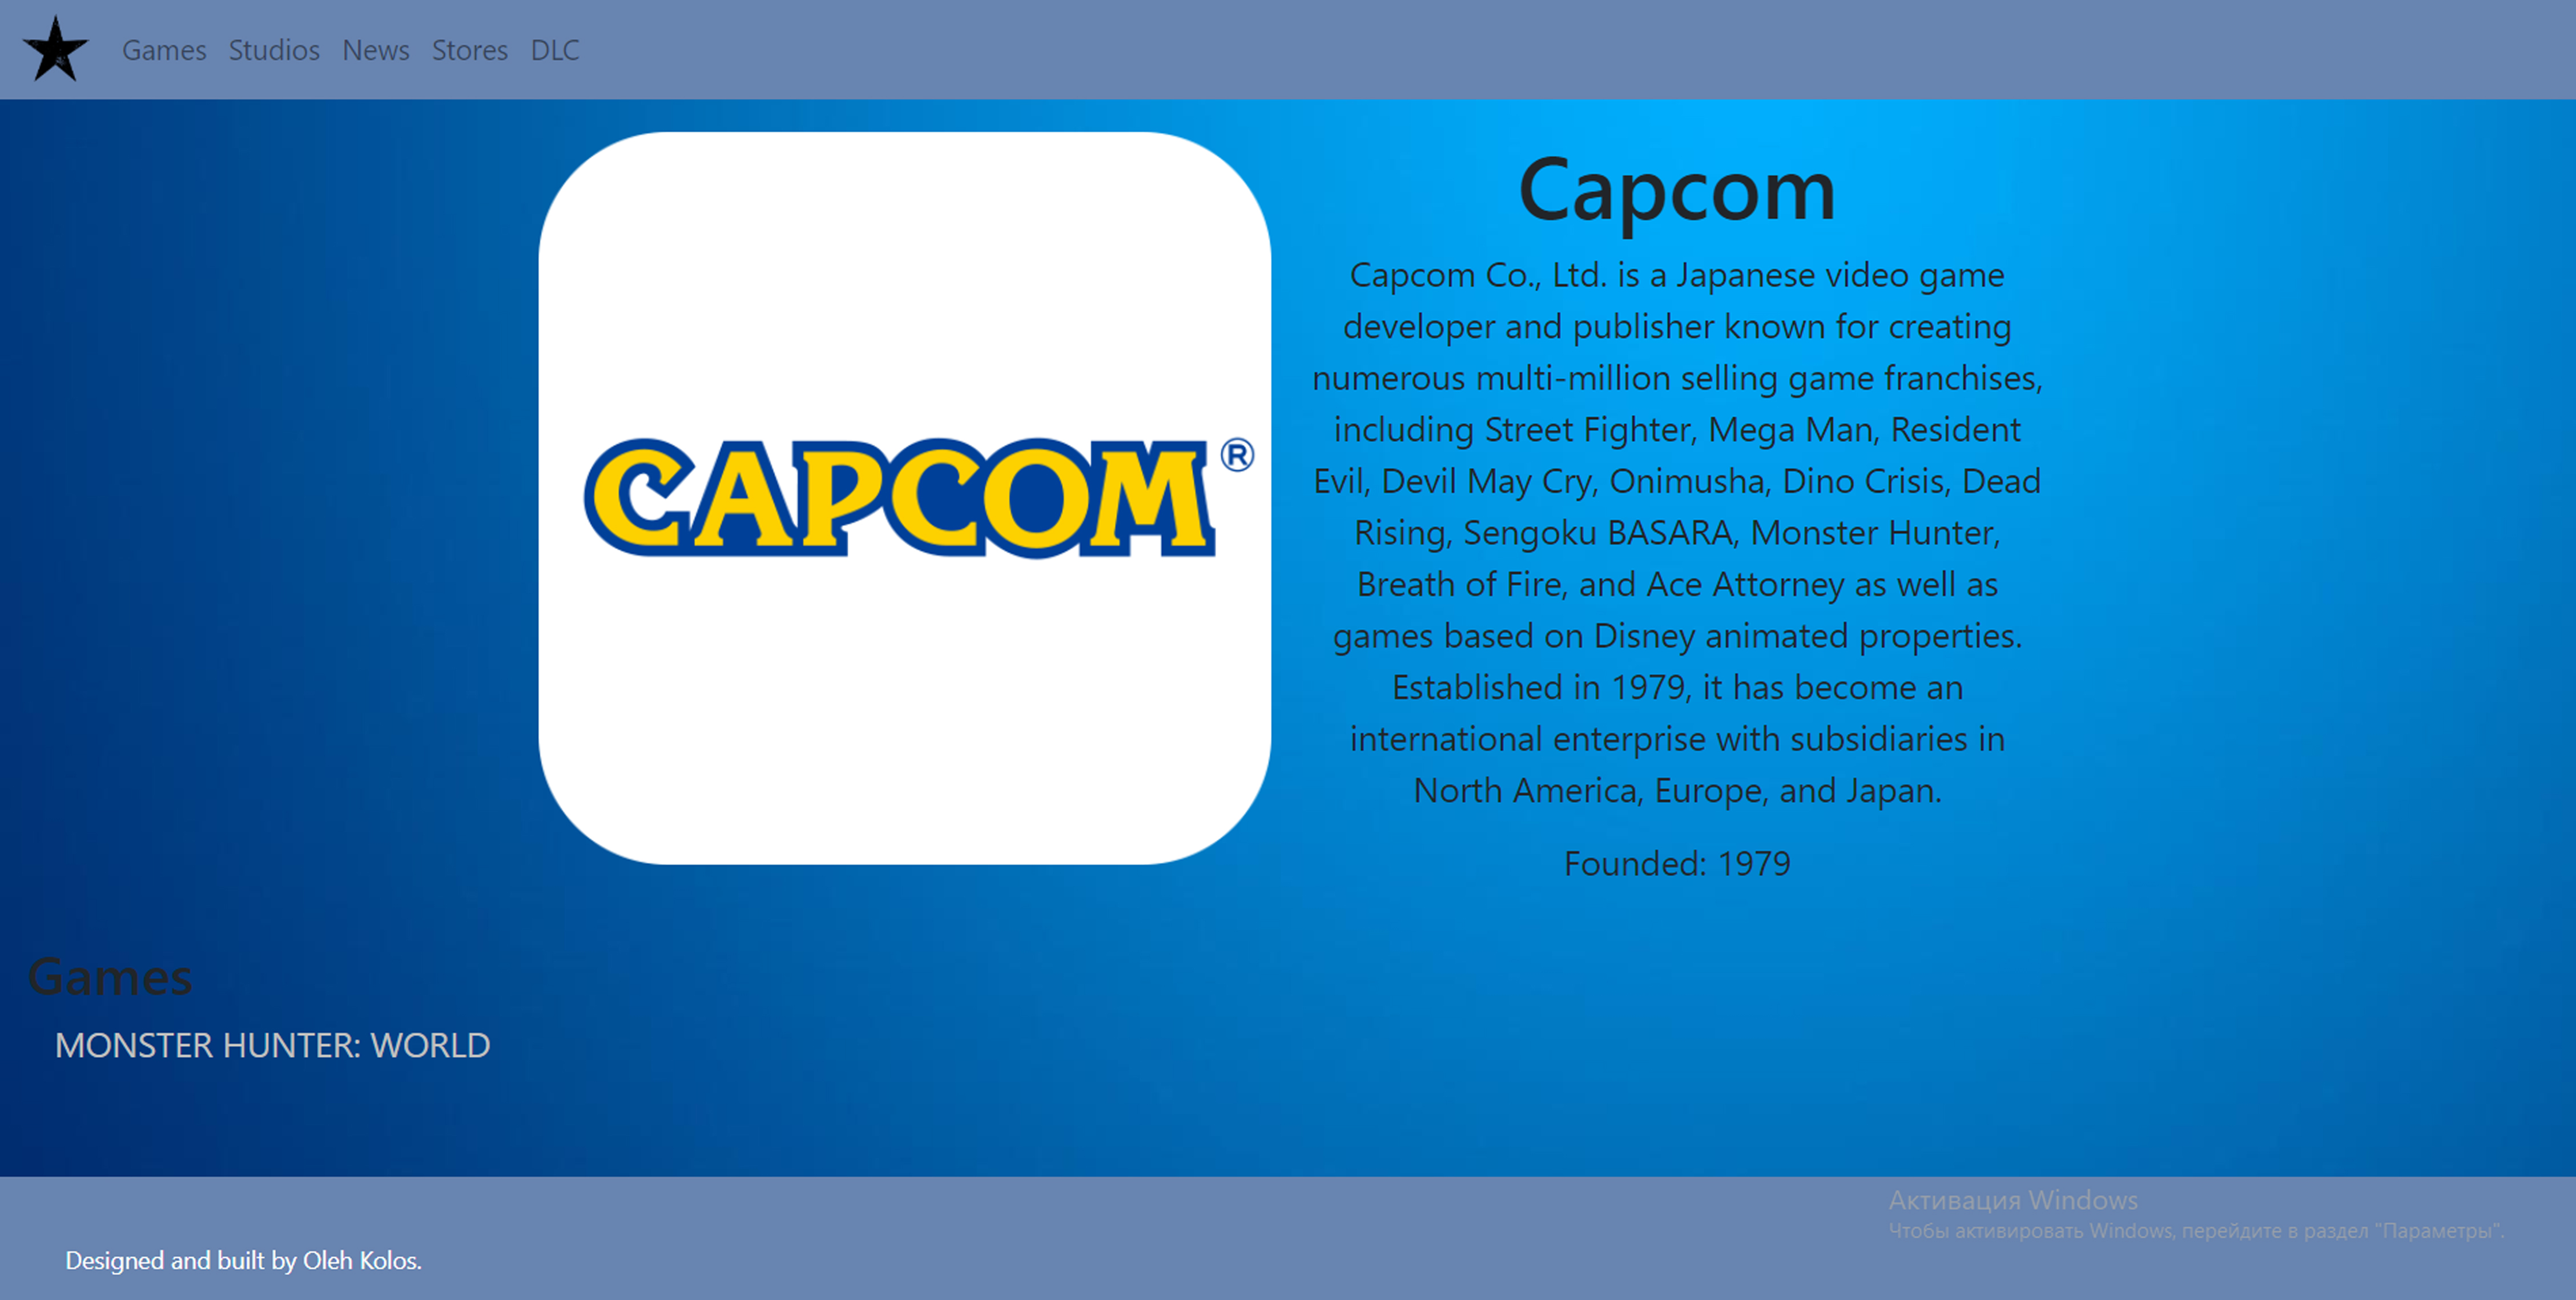 Games Studios News Stores DLC
CAPCOM®
Capcom
Capcom Co., Ltd. is a Japanese video game
developer and publisher known for creating
numerous multi-million selling game franchises,
including Street Fighter, Mega Man, Resident
Evil, Devil May Cry, Onimusha, Dino Crisis, Dead
Rising, Sengoku BASARA, Monster Hunter,
Breath of Fire, and Ace Attorney as well as
games based on Disney animated properties.
Established in 1979, it has become an
international enterprise with subsidiaries in
North America, Europe, and Japan.
Founded: 1979
Games
MONSTER HUNTER: WORLD
Активация Windows
Чтобы активировать Windows, перейдите в раздел "Параметры".
Designed and built by Oleh Kolos.